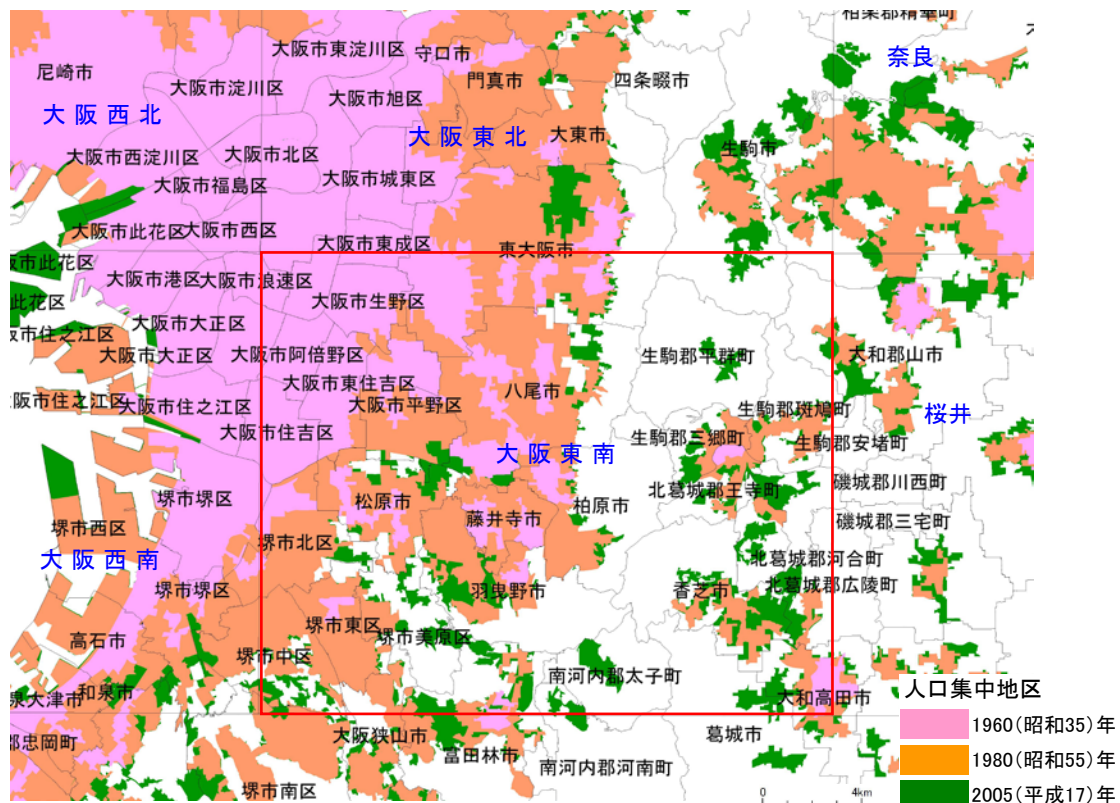 相楽郡精華町
大阪市東淀川区
守口市
奈良
尼崎市
大阪市淀川区
門真市
四条畷市
大阪市旭区
大阪西北
大阪東北
大東市
生駒市
大阪市西淀川区
大阪市北区
大阪市福島区
大阪市城東区
大阪市此花区
大阪市西区
大阪市東成区
東大阪市
阪市此花区
大阪市港区
大阪市浪速区
此花区
大阪市生野区
大阪市大正区
市住之江区
大阪市大正区
大阪市阿倍野区
生駒郡平群町
大和郡山市
大阪市東住吉区
八尾市
大阪市住之江区
大阪市住之江区
大阪市平野区
生駒郡斑鳩町
桜井
大阪市住吉区
生駒郡三郷町
生駒郡安堵町
大阪東南
堺市堺区
松原市
北葛城郡王寺町
磯城郡川西町
堺市西区
藤井寺市
柏原市
磯城郡三宅町
大阪西南
堺市北区
北葛城郡河合町
堺市堺区
羽曳野市
香芝市
北葛城郡広陵町
高石市
堺市東区
堺市美原区
堺市中区
南河内郡太子町
泉大津市
和泉市
大和高田市
人口集中地区
郡忠岡町
大阪狭山市
富田林市
葛城市
1960(昭和35)年
南河内郡河南町
1980(昭和55)年
堺市南区
0
4km
2005(平成17)年